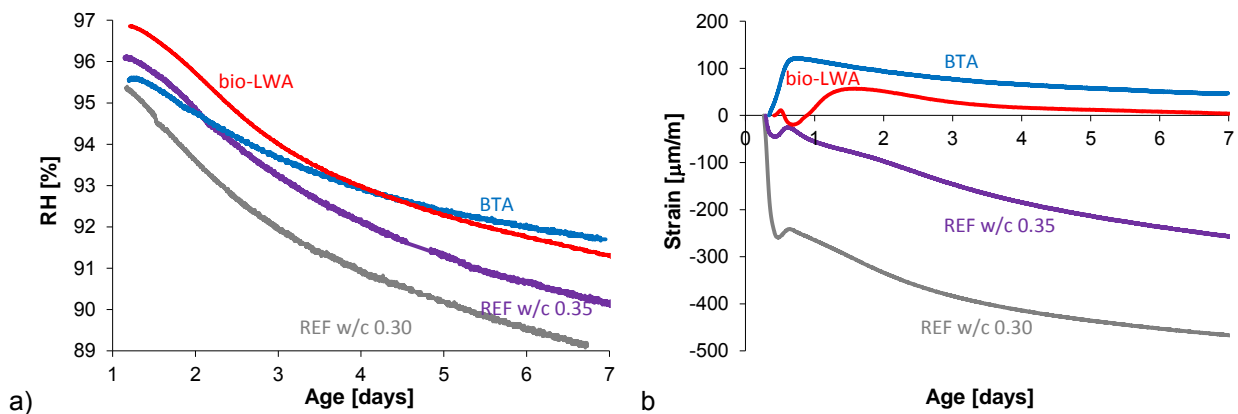 97
96
95
94
93
92
91
90
89
RH [%]
bio-LWA
BTA
REF w/c 0.35
REF w/c 0.30
1 2 3 4 5 6 7
Age [days]
a)
200
100
0
-100
-200
-300
-400
-500
Strain [µm/m]
BTA
bio-LWA
0 1 2 3 4 5 6 7
REF w/c 0.35
REF w/c 0.30
Age [days]
b